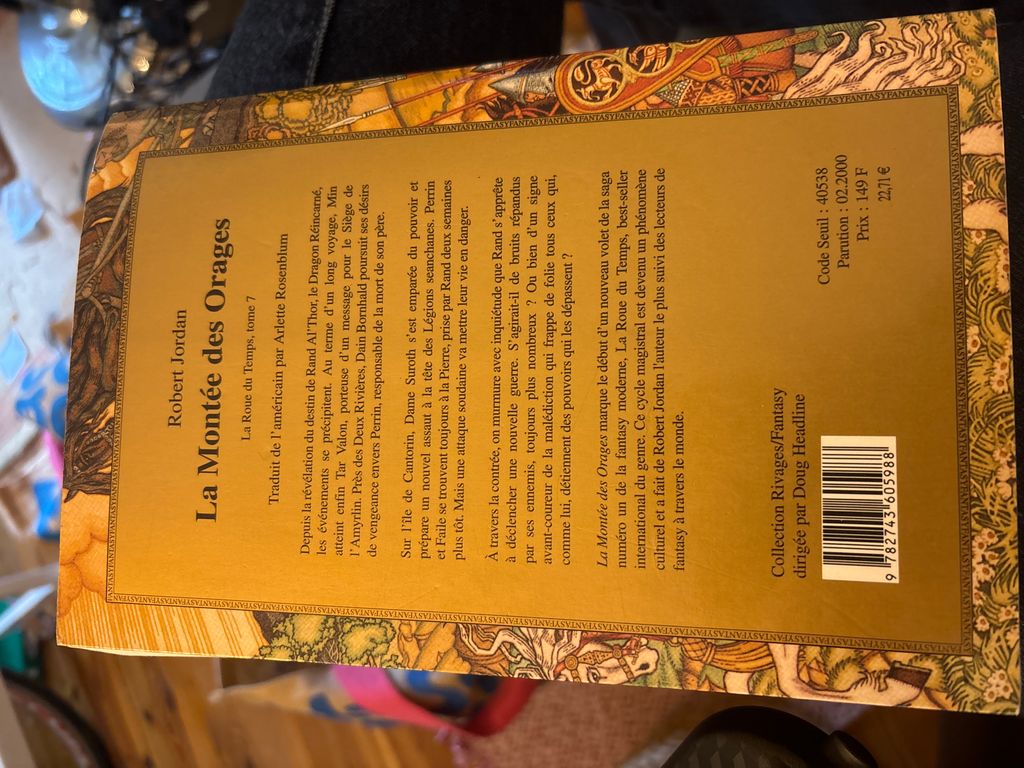 Robert Jordan
La Montée des Orages
La Roue du Temps, tome 7
Traduit de l'américain par Arlette Rosenblum
Depuis la révélation du destin de Rand Al'Thor, le Dragon Réincarné,
les événements se précipitent. Au terme d'un long voyage, Min
atteint enfin Tar Valon, porteuse d'un message pour le Siège de
l'Amyrlin. Près des Deux Rivières, Dain Bornhald poursuit ses désirs
de vengeance envers Perrin, responsable de la mort de son père.
Sur l'île de Cantorin, Dame Suroth s'est emparée du pouvoir et
prépare un nouvel assaut à la tête des Légions seanchanes. Perrin
et Faile se trouvent toujours à la Pierre, prise par Rand deux semaines
plus tôt. Mais une attaque soudaine va mettre leur vie en danger.
À travers la contrée, on murmure avec inquiétude que Rand s'apprête
à déclencher une nouvelle guerre. S'agirait-il de bruits répandus
par ses ennemis, toujours plus nombreux ? Ou bien d'un signe
avant-coureur de la malédiction qui frappe de folie tous ceux qui,
comme lui, détiennent des pouvoirs qui les dépassent ?
La Montée des Orages marque le début d'un nouveau volet de la saga
numéro un de la fantasy moderne. La Roue du Temps, best-seller
international du genre. Ce cycle magistral est devenu un phénomène
culturel et a fait de Robert Jordan l'auteur le plus suivi des lecteurs de
fantasy à travers le monde.
Collection Rivages/Fantasy
dirigée par Doug Headline
9 782743 605988
Code Seuil : 40538
Parution : 02.2000
Prix : 149 F
22,71 €